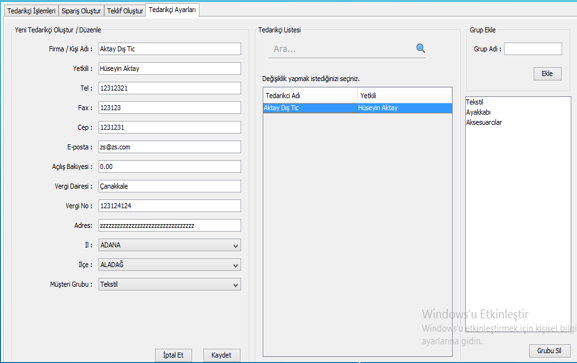 Tedarikçi İşlemleri Sipariş Oluştur Teklif Oluştur Tedarikçi Ayarları
Yeni Tedarikçi Oluştur / Düzenle
Firma / Kişi Adı : Aktay Dış Tic
Yetkili : Hüseyin Aktay
Tel : 12312321
Fax : 123123
Cep : 1231231
E-posta : zs@zs.com
Açılış Bakiyesi : 0.00
Vergi Dairesi : Çanakkale
Vergi No : 123124124
Adres: zzzzzzzzzzzzzzzzzzzzzzzzzzzzzzzzz
İl : ADANA
İlçe : ALADAĞ
Müşteri Grubu : Tekstil
İptal Et Kaydet
Tedarikçi Listesi
Ara...
Değişklik yapmak istediğinizi seçiniz.
Tedarikci Adı Yetkili
Aktay Dış Tic Hüseyin Aktay
Grup Ekle
Grup Adı :
Ekle
Tekstil
Ayakkabı
Aksesuarcılar
Windows'u Etkinleştir
Windows'u etkinleştirmek için kişisel bilgi
ayarlarına gidin.
Grubu Sil